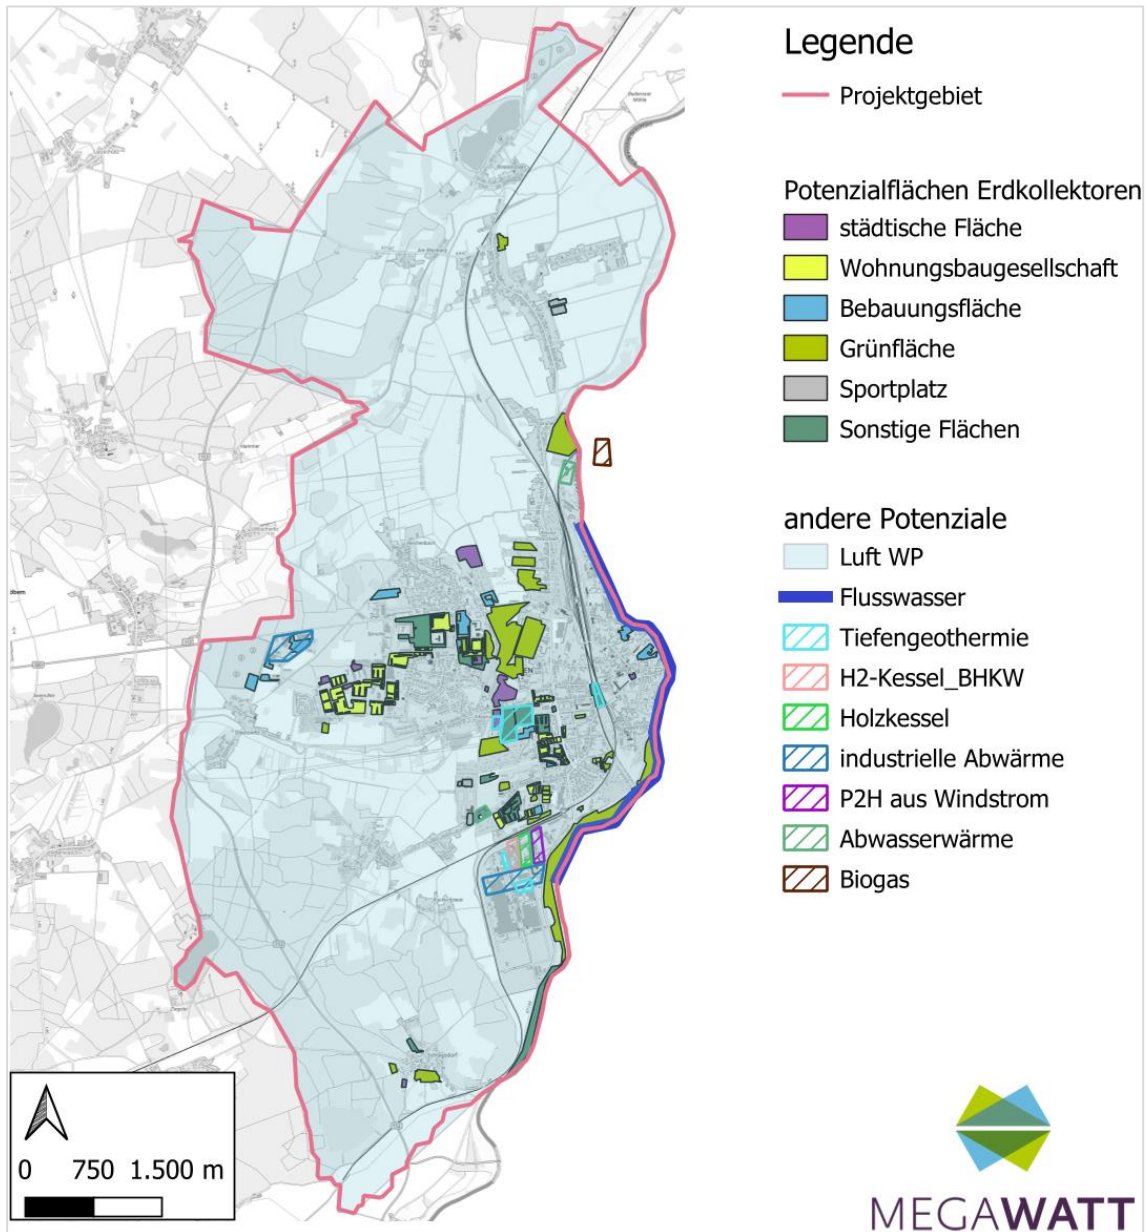 Legende
Projektgebiet
Potenzialflächen Erdkollektoren
städtische Fläche
Wohnungsbaugesellschaft
Bebauungsfläche
Grünfläche
Sportplatz
Sonstige Flächen
andere Potenziale
Luft WP
Flusswasser
Tiefengeothermie
H2-Kessel_BHKW
Holzkessel
industrielle Abwärme
P2H aus Windstrom
Abwasserwärme
Biogas
0 750 1.500 m
MEGAWATT